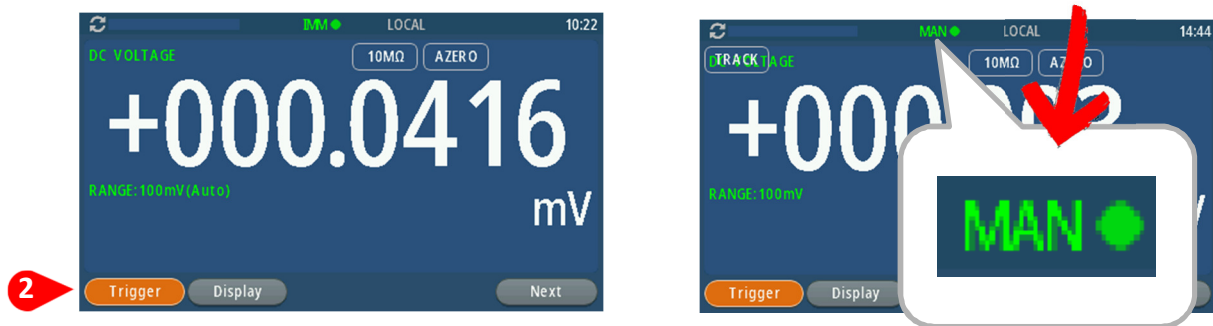 IMM LOCAL 10:22
DC VOLTAGE 10MΩ AZERO
+000.0416
RANGE:100mV(Auto)
mV
2
Trigger Display Next
MAN LOCAL 14:44
TRACK 10MΩ
RANGE:100mV
MAN
Trigger Display